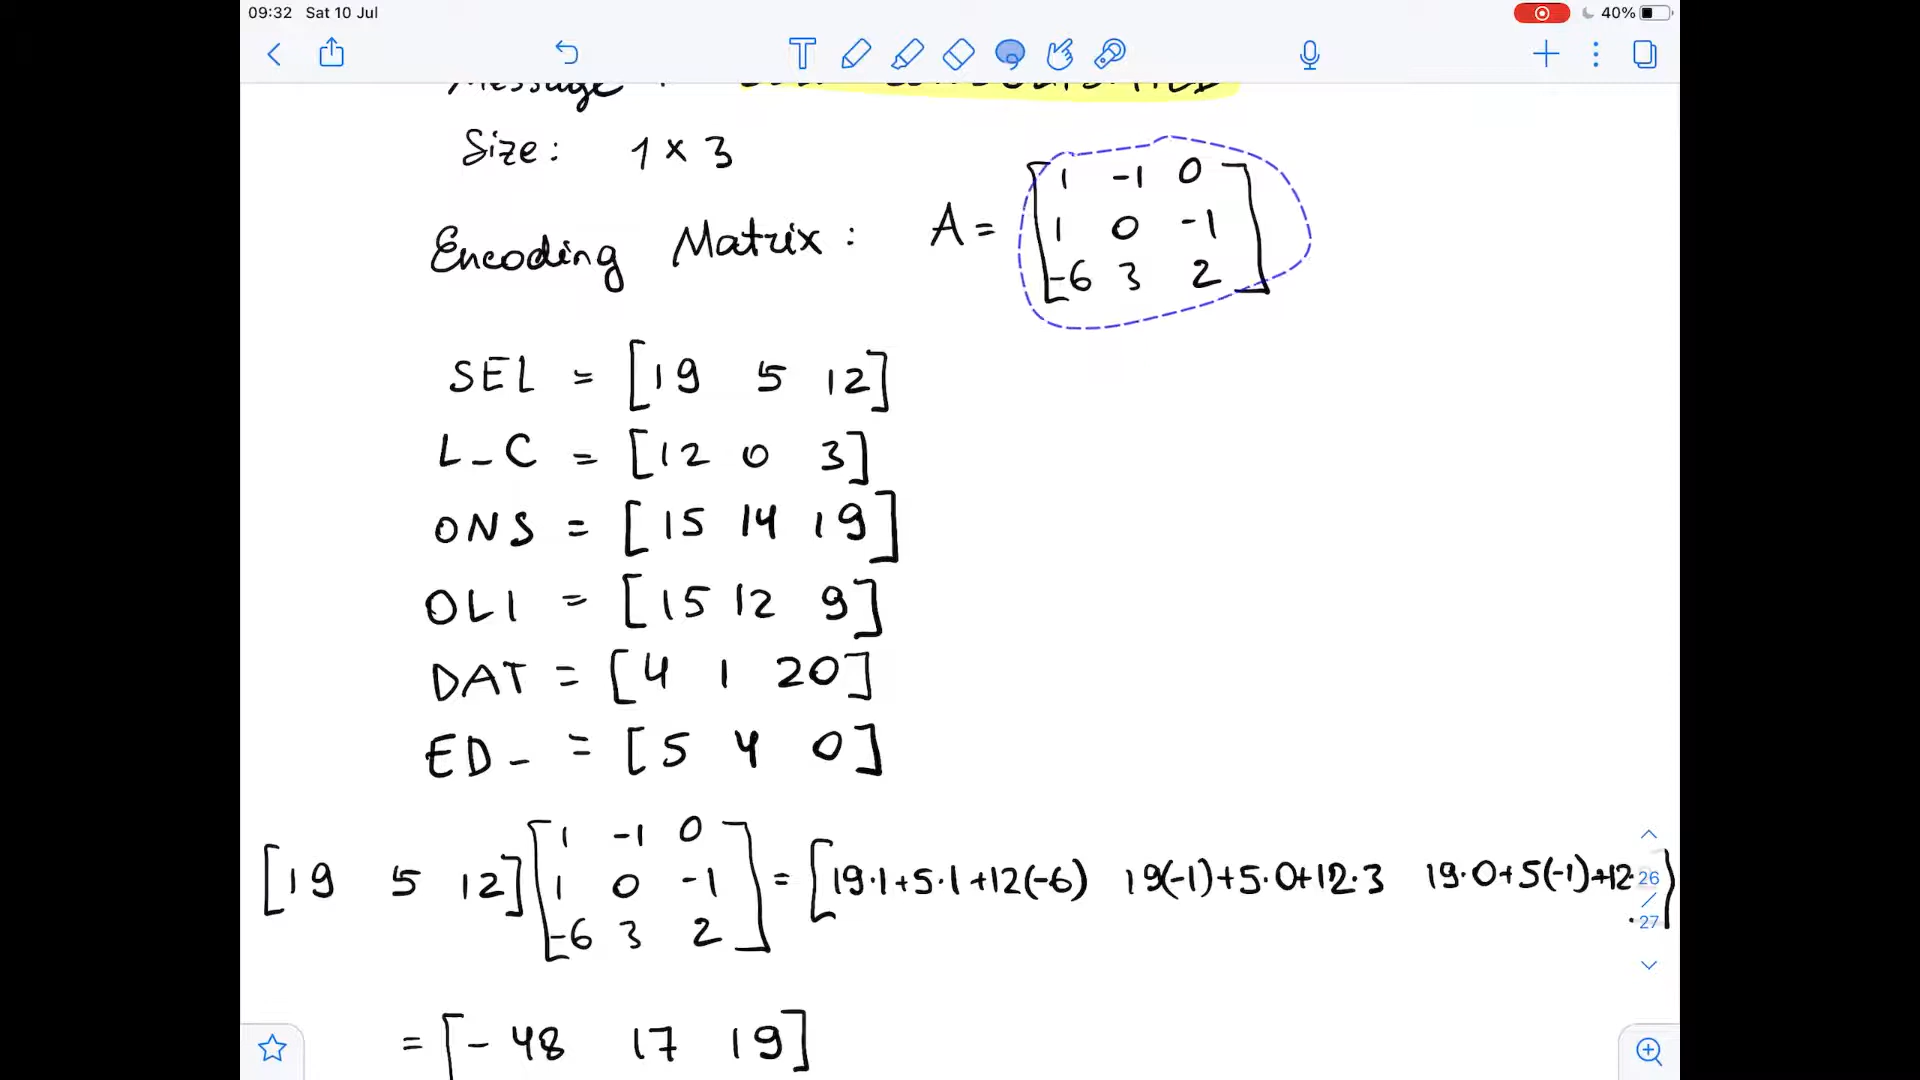 09:32 Sat 10 Jul 40%
Message :
Size: 1 × 3
Encoding Matrix: A = [1 -1 0
1 0 -1
-6 3 2]
SEL = [19 5 12]
L_C = [12 0 3]
ONS = [15 14 19]
OLI = [15 12 9]
DAT = [4 1 20]
ED_ = [5 4 0]
[19 5 12] [1 -1 0
1 0 -1
-6 3 2] = [19·1+5·1+12(-6) 19(-1)+5·0+12·3 19·0+5(-1)+12·
26
/
27
= [-48 17 19]